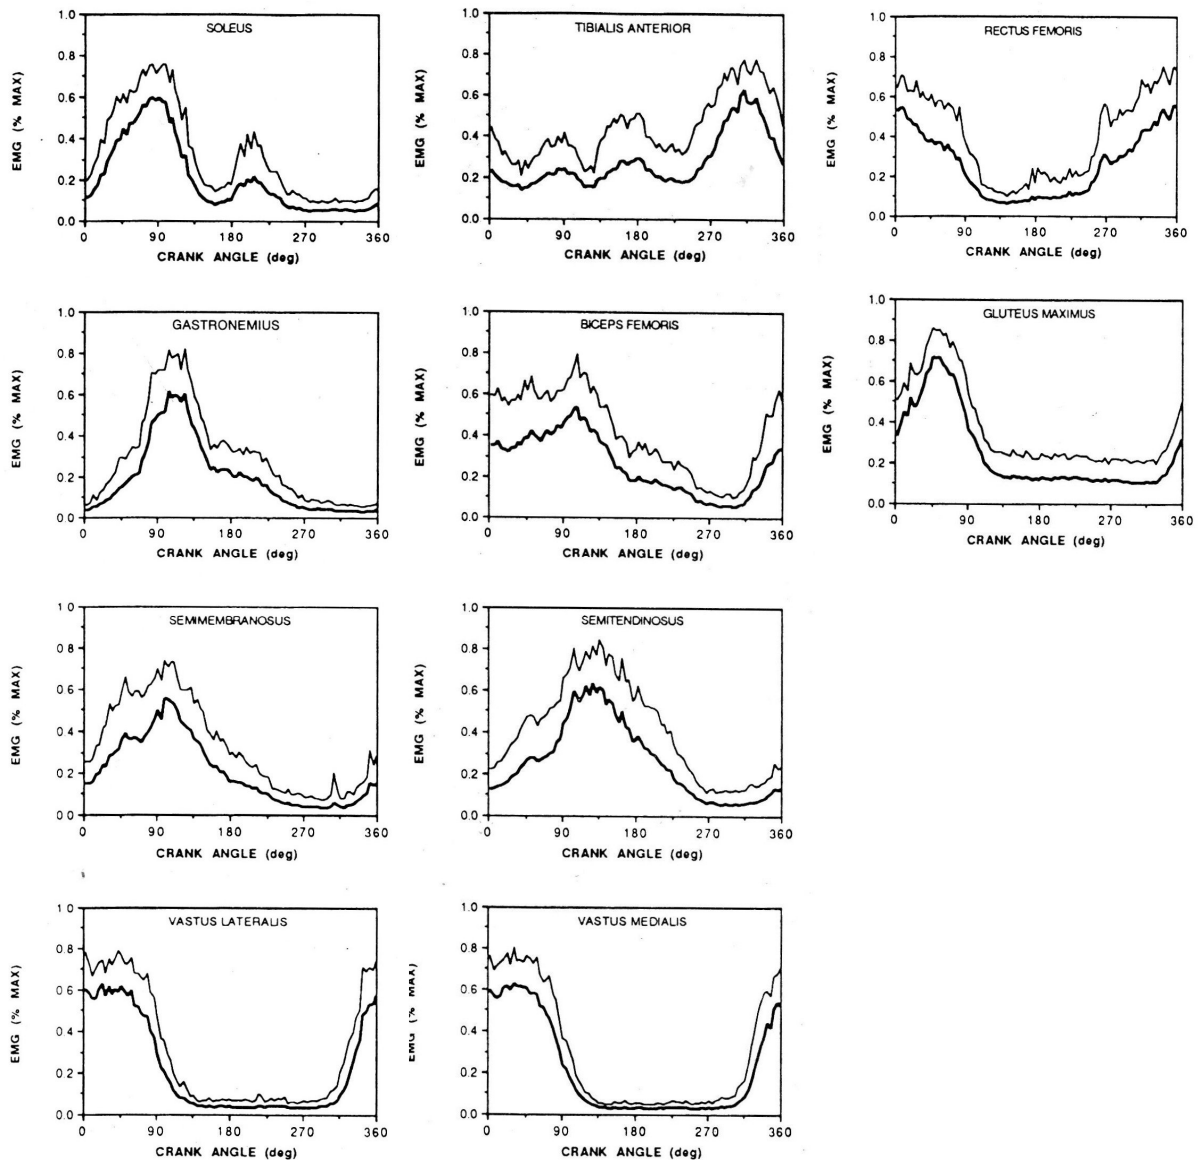 SOLEUS
EMG (% MAX)
1.0
0.8
0.6
0.4
0.2
0.0
0 90 180 270 360
CRANK ANGLE (deg)
TIBIALIS ANTERIOR
EMG (% MAX)
1.0
0.8
0.6
0.4
0.2
0.0
0 90 180 270 360
CRANK ANGLE (deg)
RECTUS FEMORIS
EMG (% MAX)
1.0
0.8
0.6
0.4
0.2
0.0
0 90 180 270 360
CRANK ANGLE (deg)
GASTRONEMIUS
EMG (% MAX)
1.0
0.8
0.6
0.4
0.2
0.0
0 90 180 270 360
CRANK ANGLE (deg)
BICEPS FEMORIS
EMG (% MAX)
1.0
0.8
0.6
0.4
0.2
0.0
0 90 180 270 360
CRANK ANGLE (deg)
GLUTEUS MAXIMUS
EMG (% MAX)
1.0
0.8
0.6
0.4
0.2
0.0
0 90 180 270 360
CRANK ANGLE (deg)
SEMIMEMBRANOSUS
EMG (% MAX)
1.0
0.8
0.6
0.4
0.2
0.0
0 90 180 270 360
CRANK ANGLE (deg)
SEMITENDINOSUS
EMG (% MAX)
1.0
0.8
0.6
0.4
0.2
0.0
0 90 180 270 360
CRANK ANGLE (deg)
VASTUS LATERALIS
EMG (% MAX)
1.0
0.8
0.6
0.4
0.2
0.0
0 90 180 270 360
CRANK ANGLE (deg)
VASTUS MEDIALIS
EMG (% MAX)
1.0
0.8
0.6
0.4
0.2
0.0
0 90 180 270 360
CRANK ANGLE (deg)